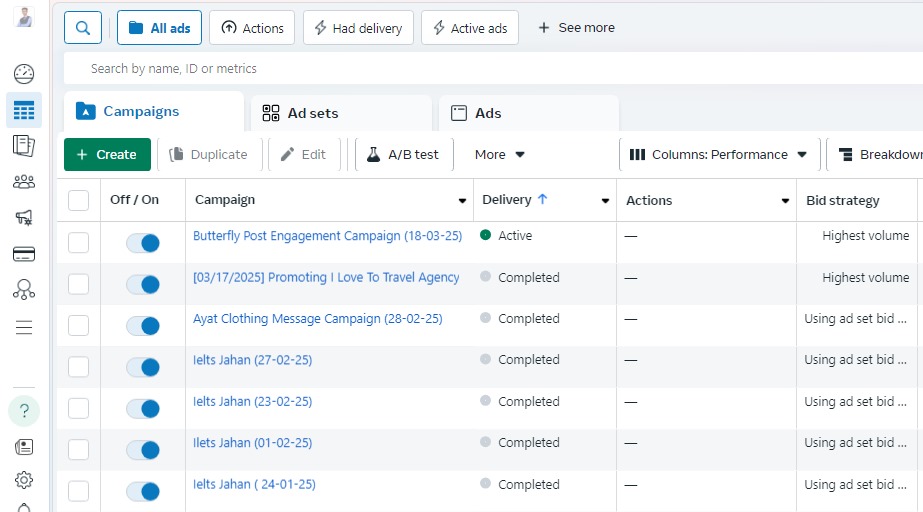 All ads Actions Had delivery Active ads + See more
Search by name, ID or metrics
Campaigns Ad sets Ads
+ Create Duplicate Edit A/B test More Columns: Performance Breakdown
Off / On Campaign Delivery ↑ Actions Bid strategy
Butterfly Post Engagement Campaign (18-03-25) Active — Highest volume
[03/17/2025] Promoting I Love To Travel Agency Completed — Highest volume
Ayat Clothing Message Campaign (28-02-25) Completed — Using ad set bid ...
Ielts Jahan (27-02-25) Completed — Using ad set bid ...
Ielts Jahan (23-02-25) Completed — Using ad set bid ...
Ilets Jahan (01-02-25) Completed — Using ad set bid ...
Ielts Jahan ( 24-01-25) Completed — Using ad set bid ...
?